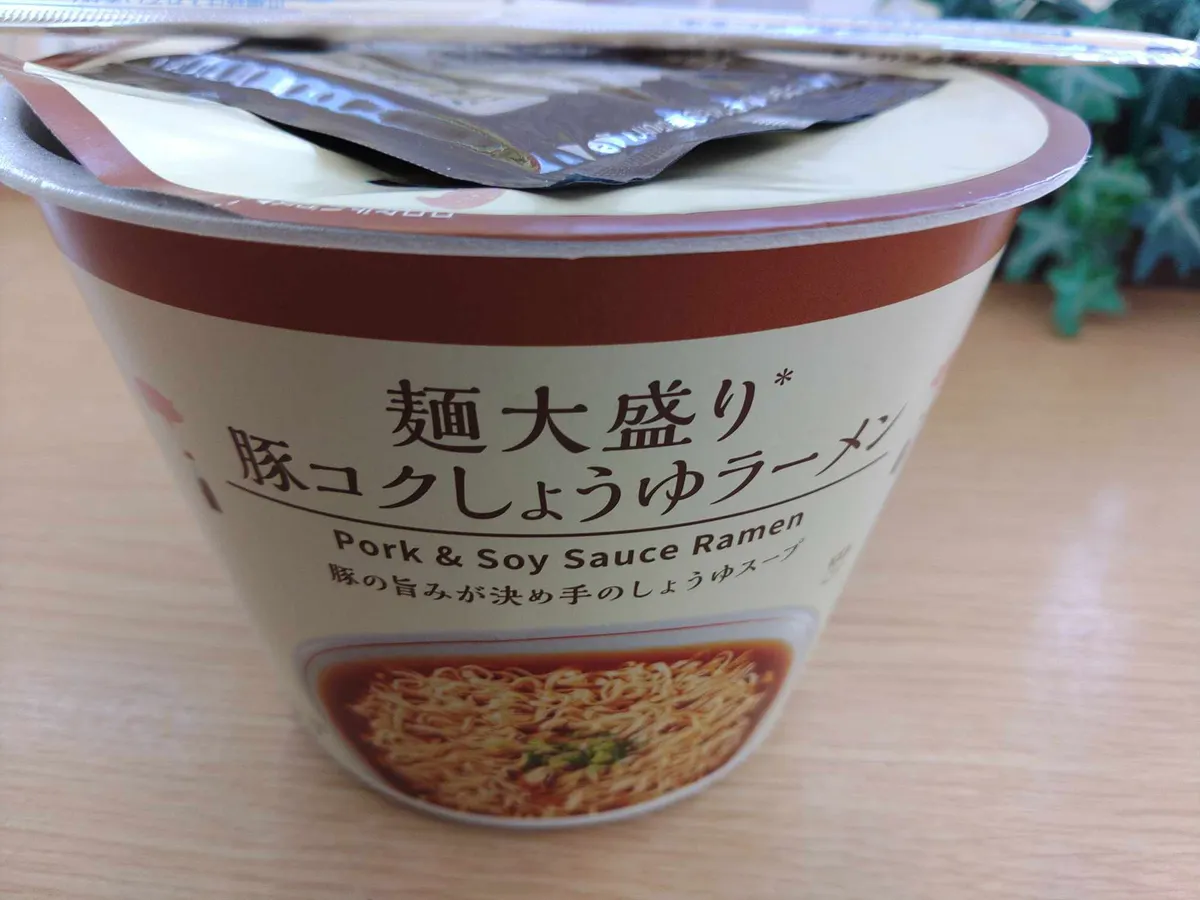 麺大盛り*
豚コクしょうゆラーメン
Pork & Soy Sauce Ramen
豚の旨みが決め手のしょうゆスープ